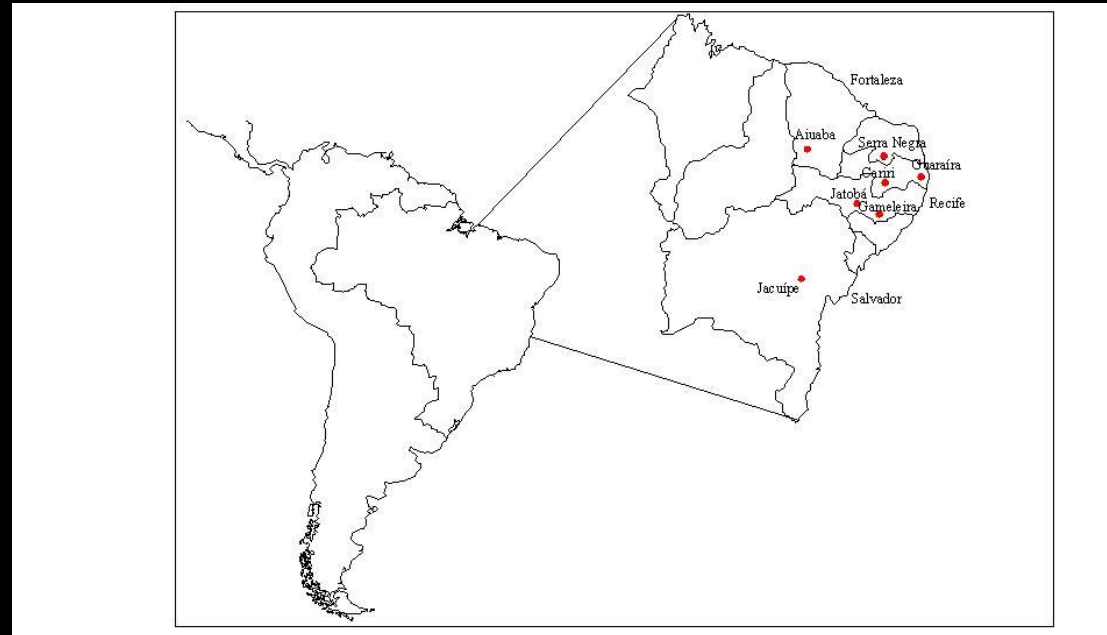 Fortaleza
Aiuaba
Serra Negra
Guaraíra
Cariri
Jatobá
Gameleira
Recife
Jacuípe
Salvador